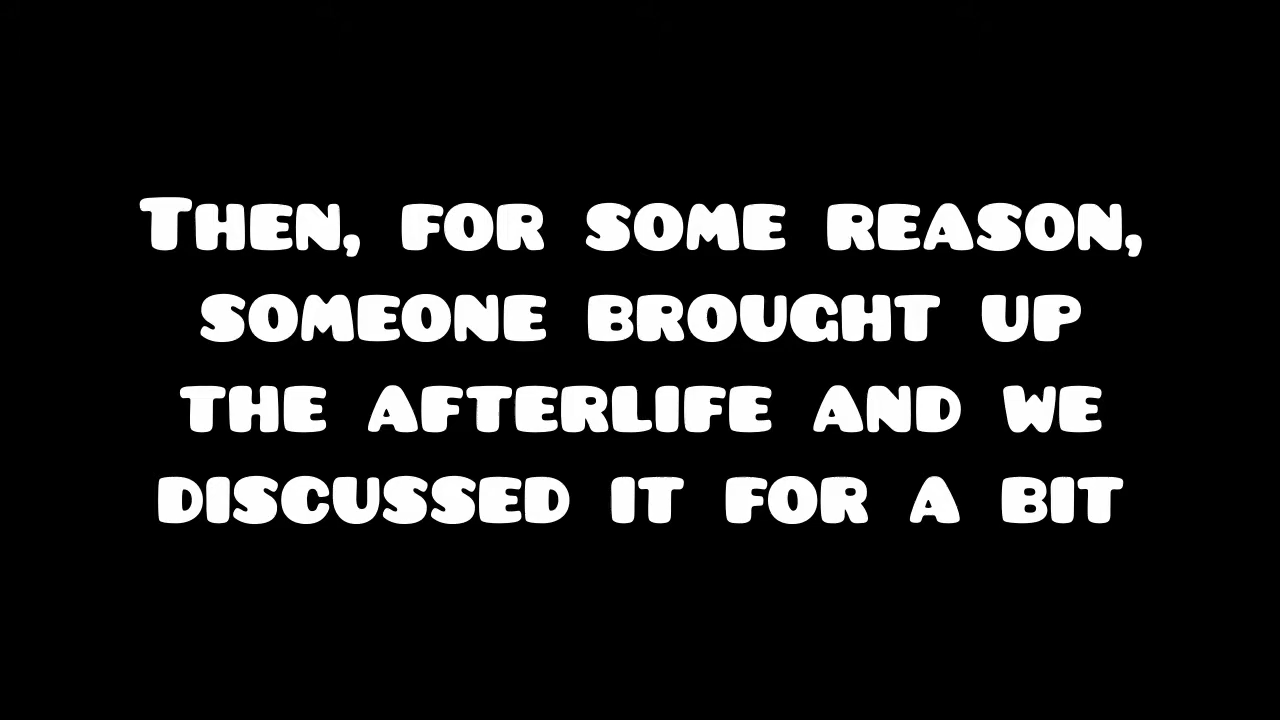 Then, for some reason,
someone brought up
the afterlife and we
discussed it for a bit